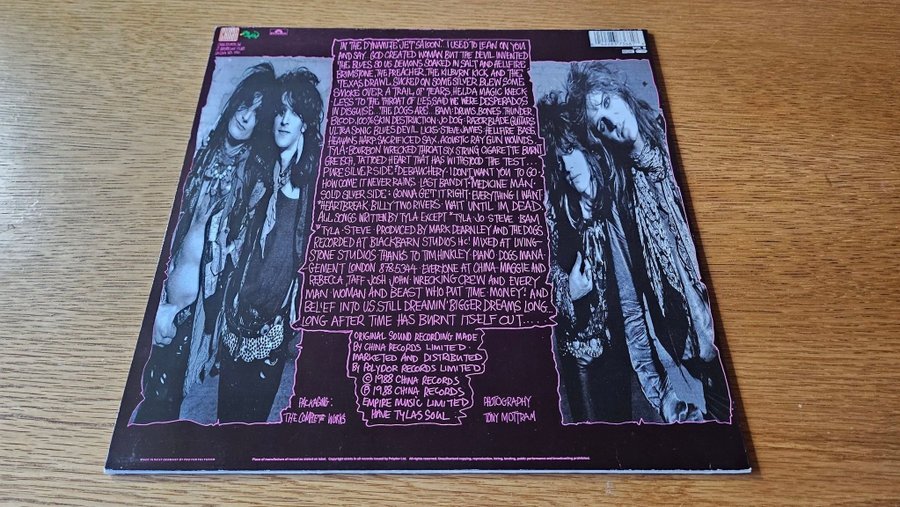 IN THE DYNAMITE JET SALOON.. I USED TO LEAN ON YOU
AND SAY. GOD CREATED WOMAN BUT THE DEVIL INVENTED
THE BLUES. SO US DEMONS SOAKED IN SALT AND HELLFIRE
BRIMSTONE, THE PREACHER, THE KILBURN KICK, AND THE
TEXAS DRAWL, SUCKED ON SOME SILVER, BLEW SOME
SMOKE OVER A TRAIL OF TEARS, HELD A MAGIC NECK-
LESS TO THE THROAT OF LIES, SAID WE WERE DESPERADOS
IN DISGUISE.. THE DOGS ARE.. BAM: DRUMS. BONES. THUNDER
BLOOD. 100% SKIN DESTRUCTION. JO DOG. RAZOR BLADE GUITARS
ULTRA SONIC BLUES DEVIL LICKS. STEVE JAMES. HELLFIRE BASS.
HEAVANS HARP. SACRIFICED SAX. ACOUSTIC RAY GUN WOUNDS.
TYLA: BOURBON WRECKED THROAT SIX STRING CIGARETTE BURNT
GRETSCH, TATTOED HEART THAT HAS WITHSTOOD THE TEST...
PURE SILVER SIDE: DEBAUCHERY. I DON'T WANT YOU TO GO.
HOW COME IT NEVER RAINS. LAST BANDIT. *MEDICINE MAN.
SOLID SILVER SIDE: GONNA GET IT RIGHT. EVERYTHING I WANT
*HEARTBREAK. BILLY TWO RIVERS. WAIT UNTIL I'M DEAD.
ALL SONGS WRITTEN BY TYLA EXCEPT *TYLA. JO. STEVE. BAM
*TYLA. STEVE. PRODUCED BY MARK DEARNLEY AND THE DOGS
RECORDED AT BLACKBARN STUDIOS MIXED AT LIVING-
STONE STUDIOS THANKS TO TIM HINKLEY: PIANO. DOGS MANA-
GEMENT LONDON 878.5344 EVERYONE AT CHINA. MAGGIE AND
REBECCA, TAFF. JOSH. JOHN. WRECKING CREW AND EVERY
MAN. WOMAN AND BEAST WHO PUT TIME. MONEY! AND
BELIEF INTO US. STILL DREAMIN' BIGGER DREAMS LONG...
LONG AFTER TIME HAS BURNT ITSELF OUT....
ORIGINAL SOUND RECORDING MADE
BY CHINA RECORDS LIMITED.
MARKETED AND DISTRIBUTED
BY POLYDOR RECORDS LIMITED
© 1988 CHINA RECORDS
℗ 1988 CHINA RECORDS
EMPIRE MUSIC LIMITED
HAVE TYLAS SOUL.
PACKAGING:
THE COMPLETE WORKS
PHOTOGRAPHY
TONY MOTTRAM